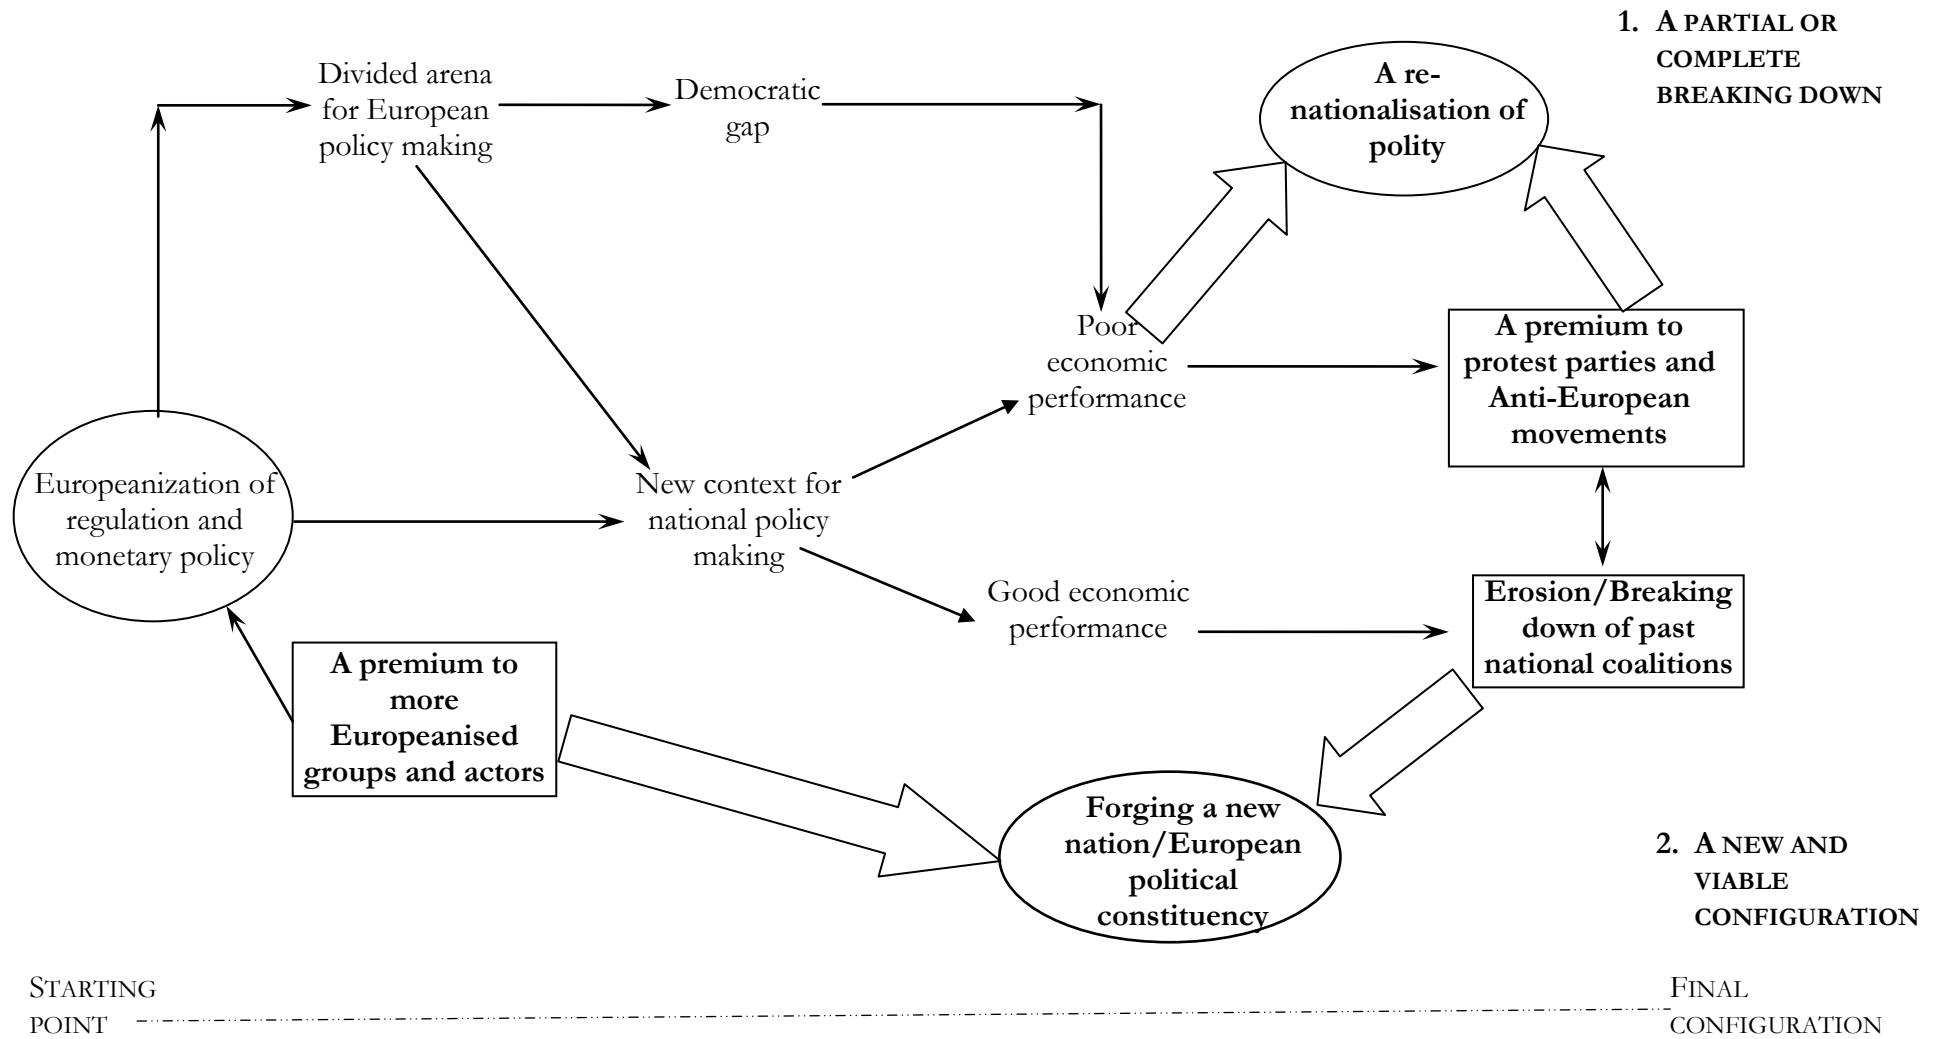 1. A PARTIAL OR
COMPLETE
BREAKING DOWN
Divided arena
for European
policy making
Democratic
gap
A re-
nationalisation of
polity
Poor
economic
performance
A premium to
protest parties and
Anti-European
movements
Europeanization of
regulation and
monetary policy
New context for
national policy
making
Good economic
performance
Erosion/Breaking
down of past
national coalitions
A premium to
more
Europeanised
groups and actors
Forging a new
nation/European
political
constituency
2. A NEW AND
VIABLE
CONFIGURATION
STARTING
POINT
FINAL
CONFIGURATION